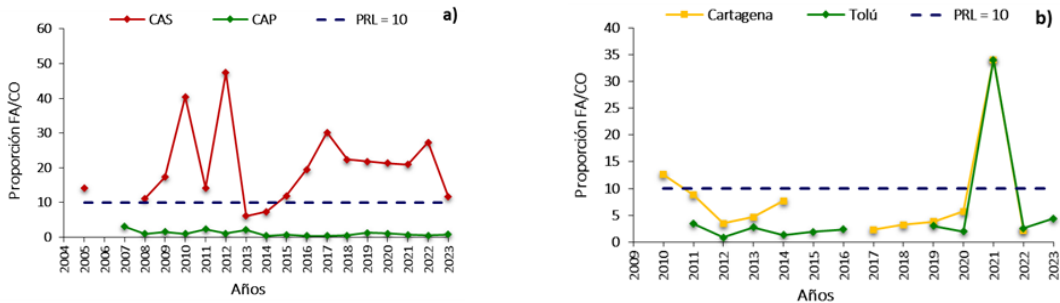 CAS CAP PRL = 10 a)
Proporción FA/CO
60
50
40
30
20
10
0
2004 2005 2006 2007 2008 2009 2010 2011 2012 2013 2014 2015 2016 2017 2018 2019 2020 2021 2022 2023
Años
Cartagena Tolú PRL = 10 b)
Proporción FA/CO
40
35
30
25
20
15
10
5
0
2009 2010 2011 2012 2013 2014 2015 2016 2017 2018 2019 2020 2021 2022 2023
Años